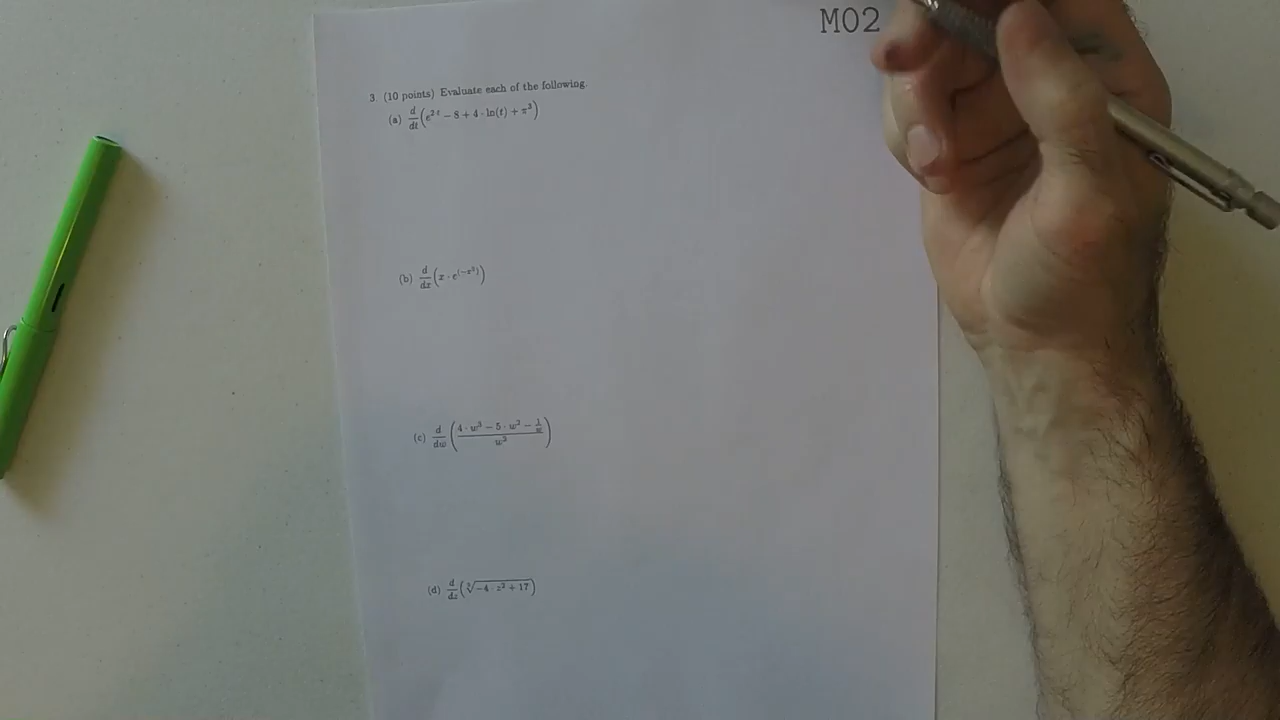 M02
3. (10 points) Evaluate each of the following.
(a) d/dt (e^{2t} − 8 + 4 · ln(t) + π^3)
(b) d/dx (x · e^{(−x^3)})
(c) d/dw ((4 · w^3 − 5 · w^2 − 1/w) / w^2)
(d) d/dz (√(−4 · z^2 + 17))